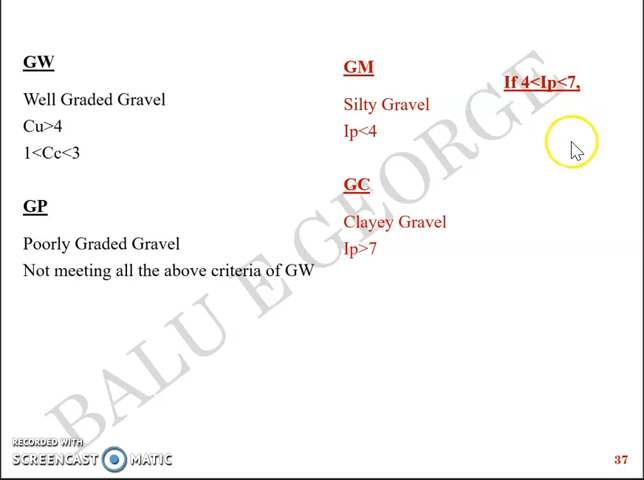 GW
Well Graded Gravel
Cu>4
1<Cc<3
GP
Poorly Graded Gravel
Not meeting all the above criteria of GW
GM
Silty Gravel
Ip<4
GC
Clayey Gravel
Ip>7
If 4<Ip<7,
BALU E GEORGE
RECORDED WITH
SCREENCAST MATIC
37